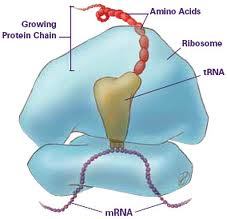 Amino Acids
Growing
Protein Chain
Ribosome
tRNA
mRNA